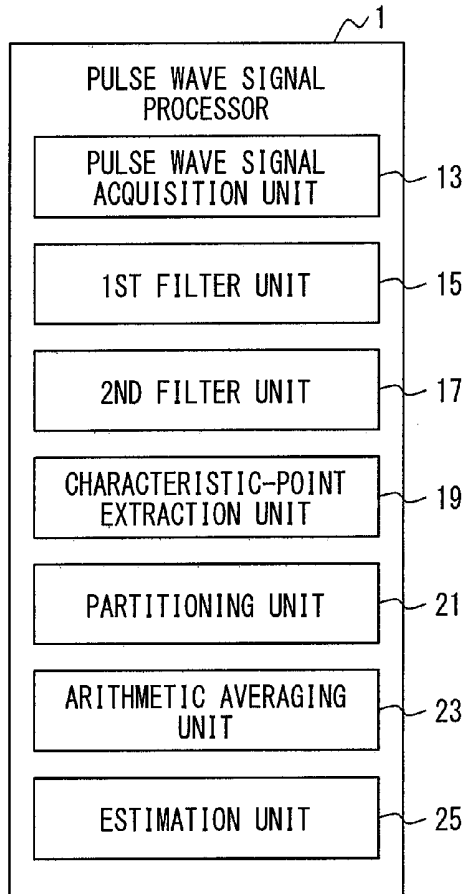 1
PULSE WAVE SIGNAL
PROCESSOR
PULSE WAVE SIGNAL
ACQUISITION UNIT
13
1ST FILTER UNIT
15
2ND FILTER UNIT
17
CHARACTERISTIC-POINT
EXTRACTION UNIT
19
PARTITIONING UNIT
21
ARITHMETIC AVERAGING
UNIT
23
ESTIMATION UNIT
25